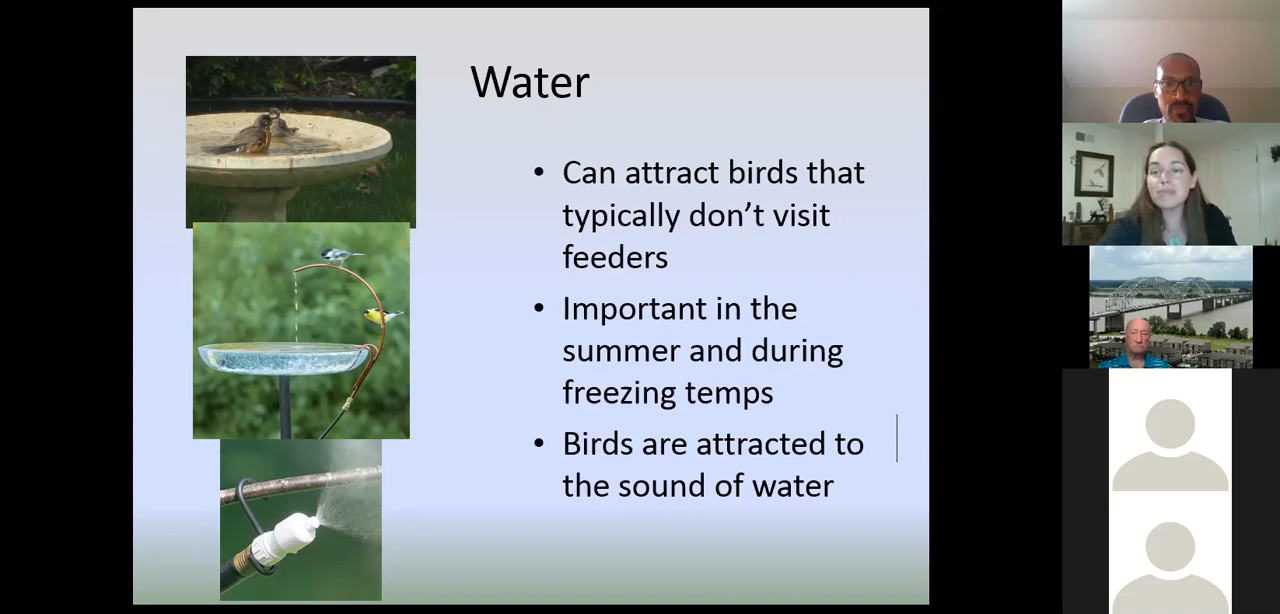 Water
• Can attract birds that
typically don’t visit
feeders
• Important in the
summer and during
freezing temps
• Birds are attracted to
the sound of water